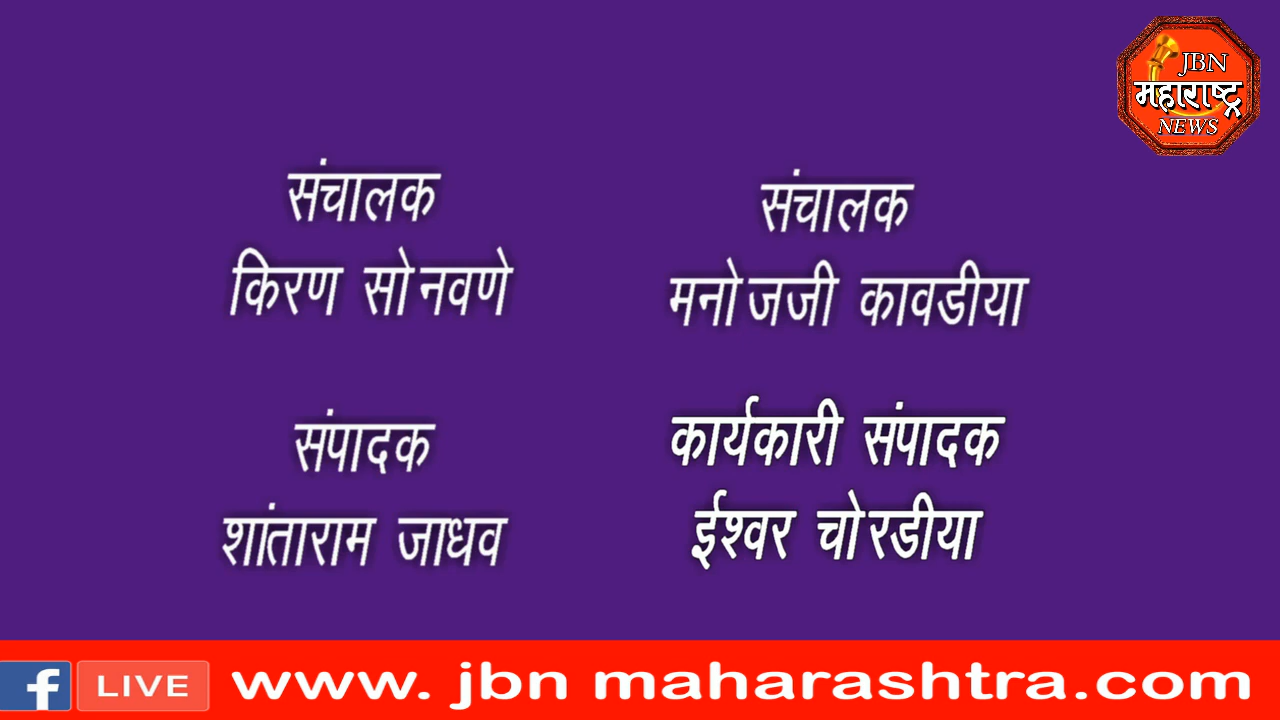 JBN
महाराष्ट्र
NEWS
संचालक
किरण सोनवणे
संचालक
मनोजजी कावडीया
संपादक
शांताराम जाधव
कार्यकारी संपादक
ईश्वर चोरडीया
f LIVE www. jbn maharashtra.com